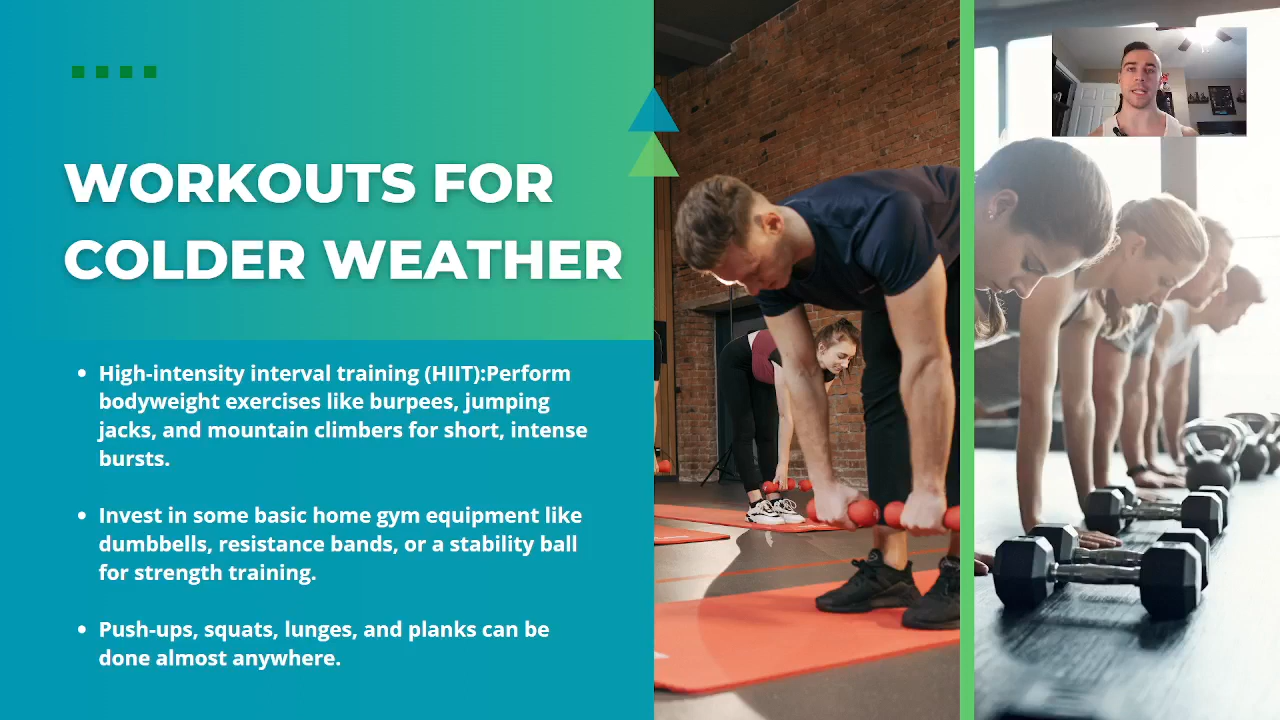 WORKOUTS FOR
COLDER WEATHER
• High-intensity interval training (HIIT):Perform
bodyweight exercises like burpees, jumping
jacks, and mountain climbers for short, intense
bursts.
• Invest in some basic home gym equipment like
dumbbells, resistance bands, or a stability ball
for strength training.
• Push-ups, squats, lunges, and planks can be
done almost anywhere.